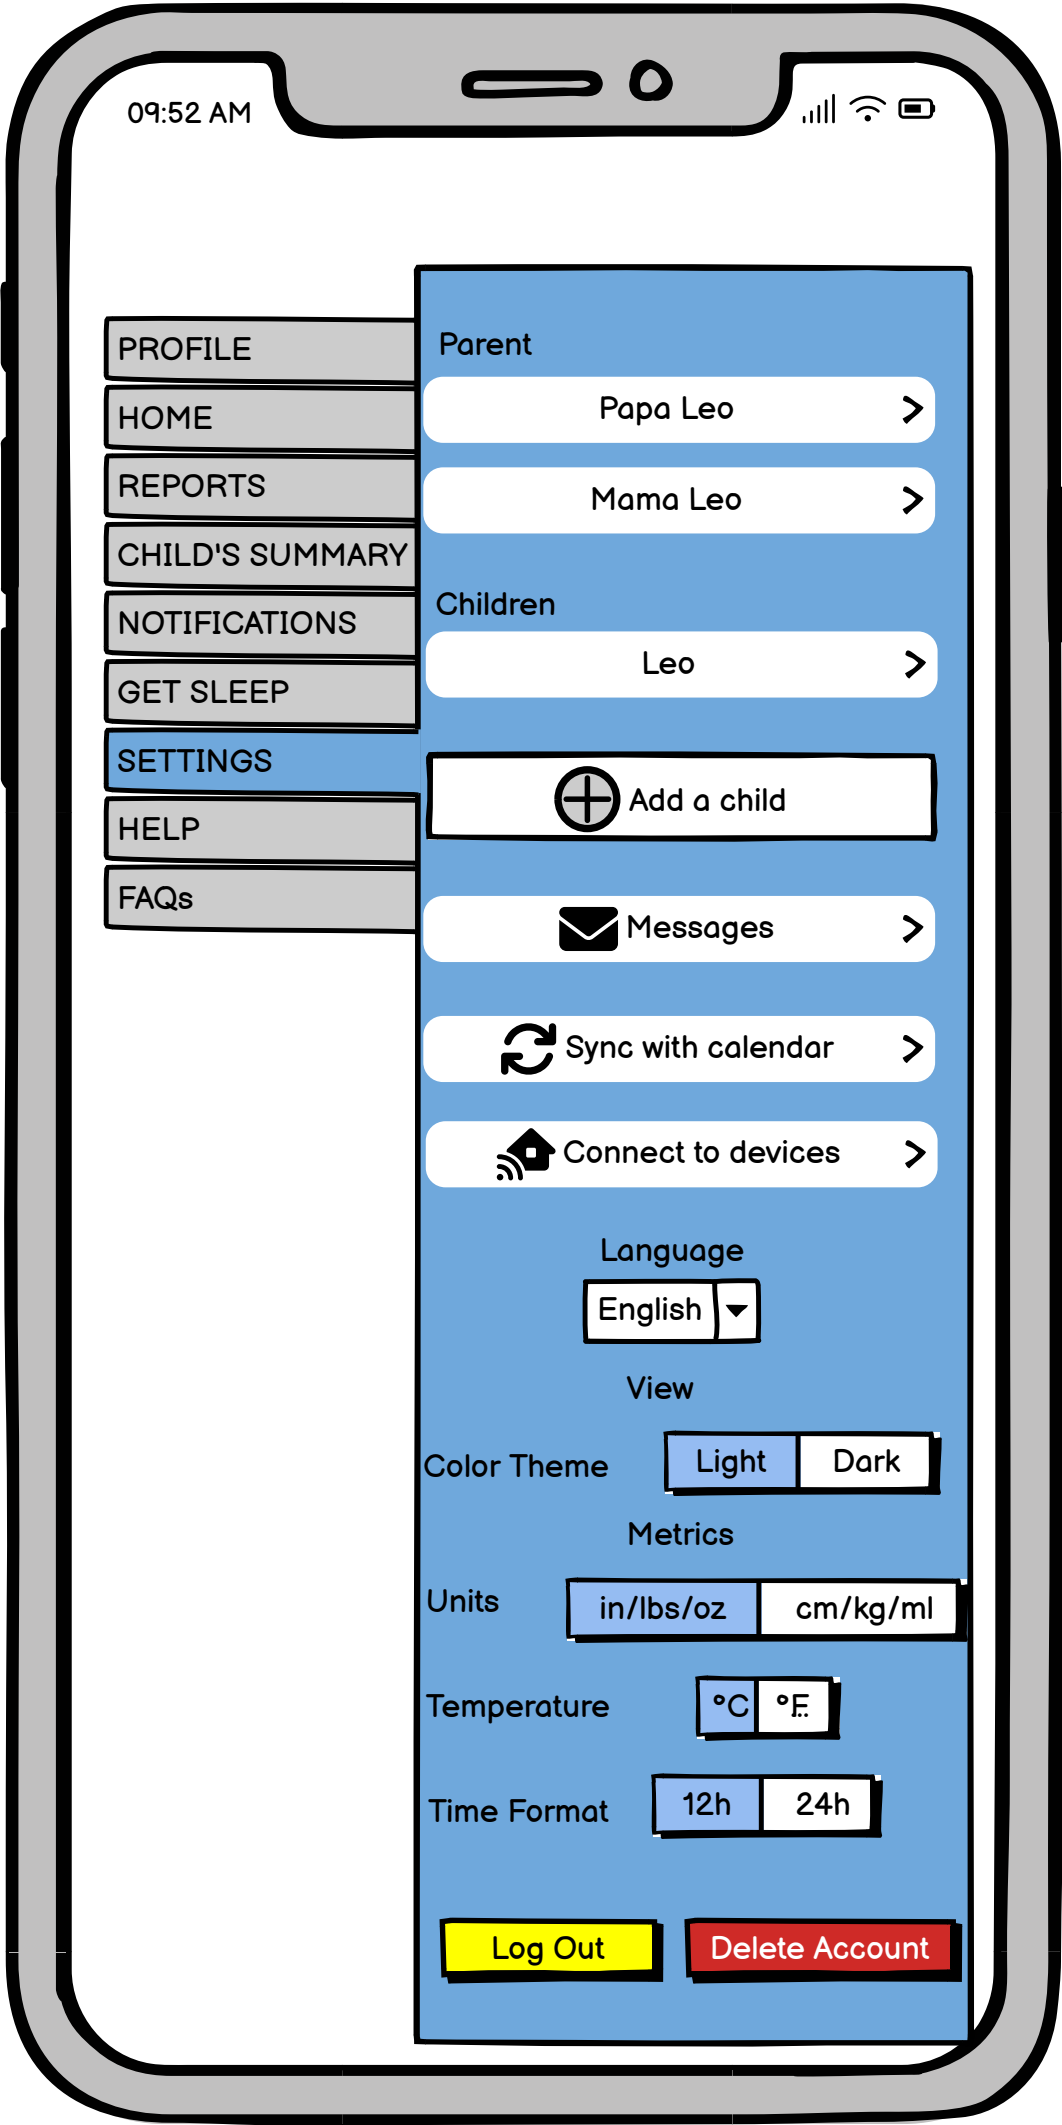 09:52 AM
PROFILE
HOME
REPORTS
CHILD'S SUMMARY
NOTIFICATIONS
GET SLEEP
SETTINGS
HELP
FAQs
Parent
Papa Leo
Mama Leo
Children
Leo
Add a child
Messages
Sync with calendar
Connect to devices
Language
English
View
Color Theme
Light
Dark
Metrics
Units
in/lbs/oz
cm/kg/ml
Temperature
°C
°F
Time Format
12h
24h
Log Out
Delete Account